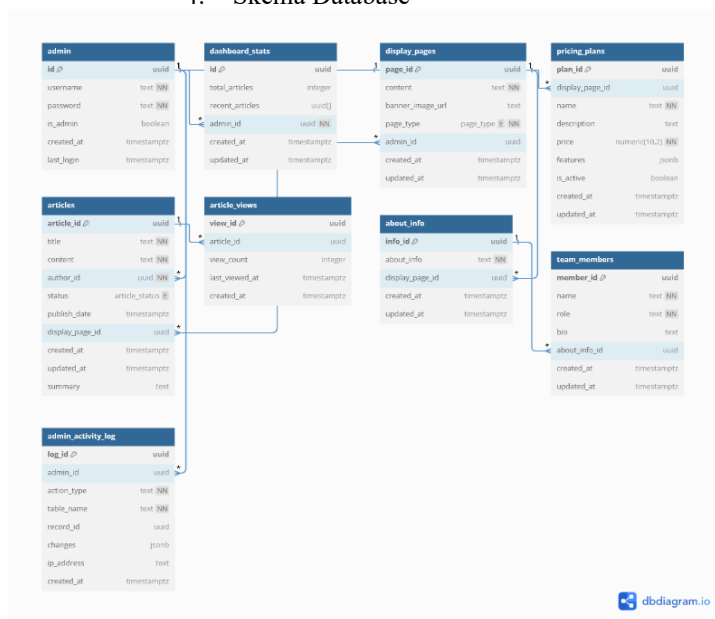 4. Skema Database
admin
id uuid
username text NN
password text NN
is_admin boolean
created_at timestamptz
last_login timestamptz
dashboard_stats
id uuid
total_articles integer
recent_articles uuid[]
admin_id uuid NN
created_at timestamptz
updated_at timestamptz
display_pages
page_id uuid
content text NN
banner_image_url text
page_type page_type E NN
admin_id uuid
created_at timestamptz
updated_at timestamptz
pricing_plans
plan_id uuid
display_page_id uuid
name text NN
description text
price numeric(10,2) NN
features jsonb
is_active boolean
created_at timestamptz
updated_at timestamptz
articles
article_id uuid
title text NN
content text NN
author_id uuid NN
status article_status E
publish_date timestamptz
display_page_id uuid
created_at timestamptz
updated_at timestamptz
summary text
article_views
view_id uuid
article_id uuid
view_count integer
last_viewed_at timestamptz
created_at timestamptz
about_info
info_id uuid
about_info text NN
display_page_id uuid
created_at timestamptz
updated_at timestamptz
team_members
member_id uuid
name text NN
role text NN
bio text
about_info_id uuid
created_at timestamptz
updated_at timestamptz
admin_activity_log
log_id uuid
admin_id uuid
action_type text NN
table_name text NN
record_id uuid
changes jsonb
ip_address text
created_at timestamptz
dbdiagram.io